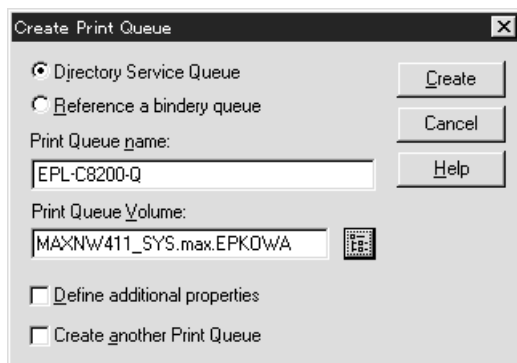 Create Print Queue
Directory Service Queue
Reference a bindery queue
Print Queue name:
EPL-C8200-Q
Print Queue Volume:
MAXNW411_SYS.max.EPKOWA
Define additional properties
Create another Print Queue
Create
Cancel
Help